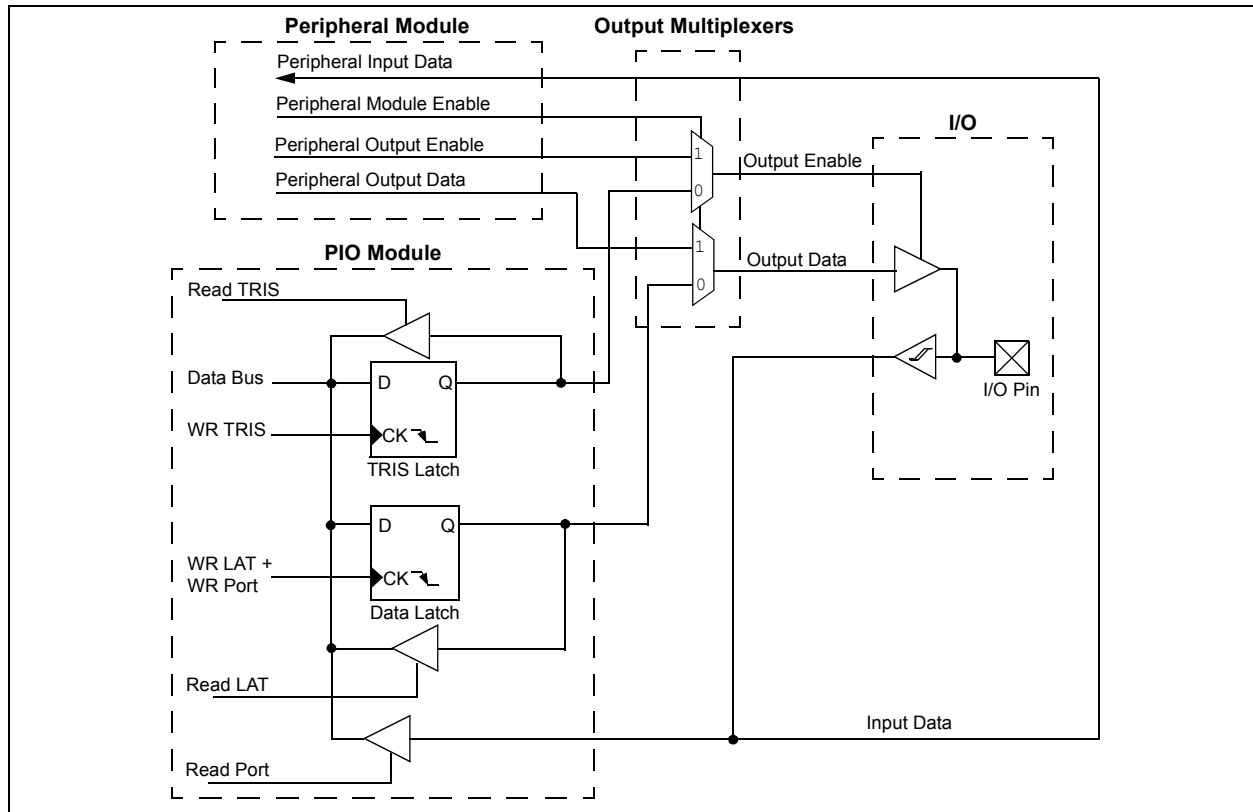 Peripheral Module
Output Multiplexers
Peripheral Input Data
Peripheral Module Enable
Peripheral Output Enable
Peripheral Output Data
1
0
1
0
Output Enable
Output Data
I/O
I/O Pin
PIO Module
Read TRIS
Data Bus
WR TRIS
D
Q
CK
TRIS Latch
WR LAT +
WR Port
D
Q
CK
Data Latch
Read LAT
Read Port
Input Data